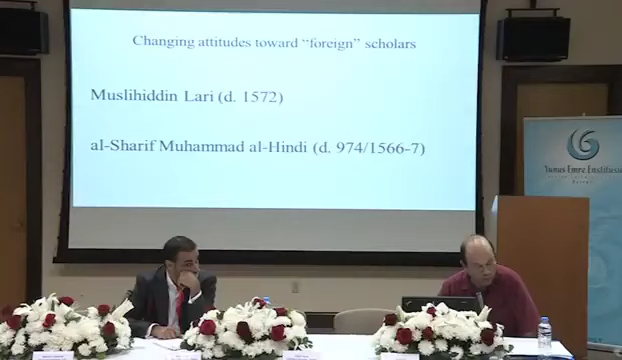 Changing attitudes toward “foreign” scholars
Muslihiddin Lari (d. 1572)
al-Sharif Muhammad al-Hindi (d. 974/1566-7)
Yunus Emre Enstitüsü